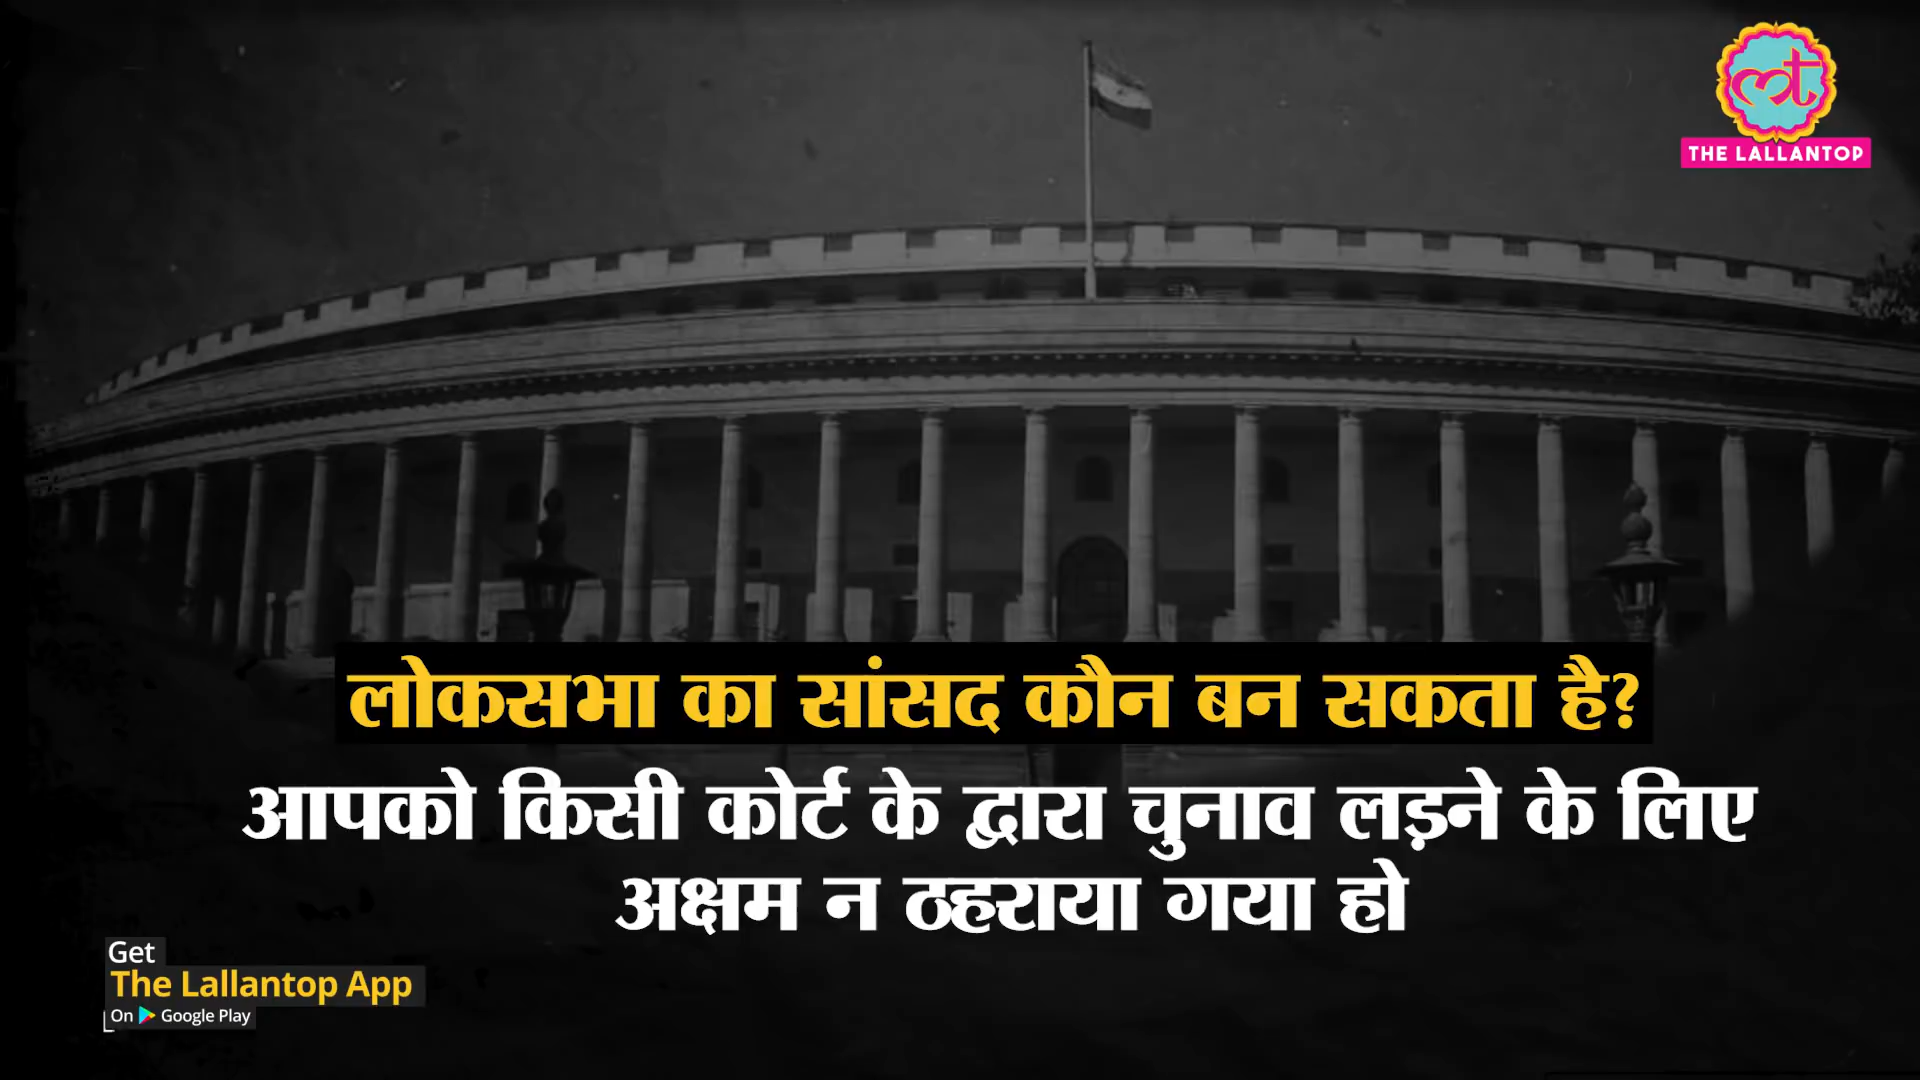 THE LALLANTOP
लोकसभा का सांसद कौन बन सकता है?
आपको किसी कोर्ट के द्वारा चुनाव लड़ने के लिए
अक्षम न ठहराया गया हो
Get
The Lallantop App
On Google Play